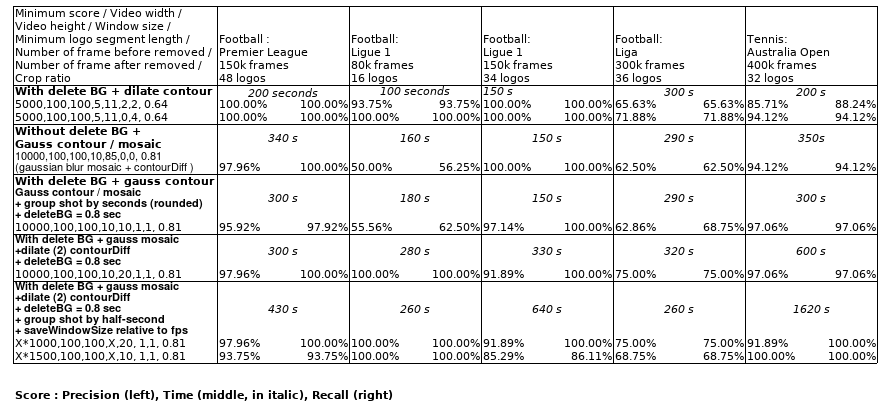 Minimum score / Video width /
Video height / Window size /
Minimum logo segment length /
Number of frame before removed /
Number of frame after removed /
Crop ratio
Football :
Premier League
150k frames
48 logos
Football:
Ligue 1
80k frames
16 logos
Football:
Ligue 1
150k frames
34 logos
Football:
Liga
300k frames
36 logos
Tennis:
Australia Open
400k frames
32 logos
With delete BG + dilate contour 200 seconds 100 seconds 150 s 300 s 200 s
5000,100,100,5,11,2,2, 0.64 100.00% 100.00% 93.75% 93.75% 100.00% 100.00% 65.63% 65.63% 85.71% 88.24%
5000,100,100,5,11,0,4, 0.64 100.00% 100.00% 100.00% 100.00% 100.00% 100.00% 71.88% 71.88% 94.12% 94.12%
Without delete BG +
Gauss contour / mosaic 340 s 160 s 150 s 290 s 350s
10000,100,100,10,85,0,0, 0.81
(gaussian blur mosaic + contourDiff ) 97.96% 100.00% 50.00% 56.25% 100.00% 100.00% 62.50% 62.50% 94.12% 94.12%
With delete BG + gauss contour
Gauss contour / mosaic
+ group shot by seconds (rounded) 300 s 180 s 150 s 290 s 300 s
+ deleteBG = 0.8 sec
10000,100,100,10,10,1,1, 0.81 95.92% 97.92% 55.56% 62.50% 97.14% 100.00% 62.86% 68.75% 97.06% 97.06%
With delete BG + gauss mosaic
+dilate (2) contourDiff 300 s 280 s 330 s 320 s 600 s
+ deleteBG = 0.8 sec
10000,100,100,10,20,1,1, 0.81 97.96% 100.00% 100.00% 100.00% 91.89% 100.00% 75.00% 75.00% 97.06% 97.06%
With delete BG + gauss mosaic
+dilate (2) contourDiff
+ deleteBG = 0.8 sec 430 s 260 s 640 s 260 s 1620 s
+ group shot by half-second
+ saveWindowSize relative to fps
X*1000,100,100,X,20, 1,1, 0.81 97.96% 100.00% 100.00% 100.00% 91.89% 100.00% 75.00% 75.00% 91.89% 100.00%
X*1500,100,100,X,10, 1,1, 0.81 93.75% 93.75% 100.00% 100.00% 85.29% 86.11% 68.75% 68.75% 100.00% 100.00%
Score : Precision (left), Time (middle, in italic), Recall (right)